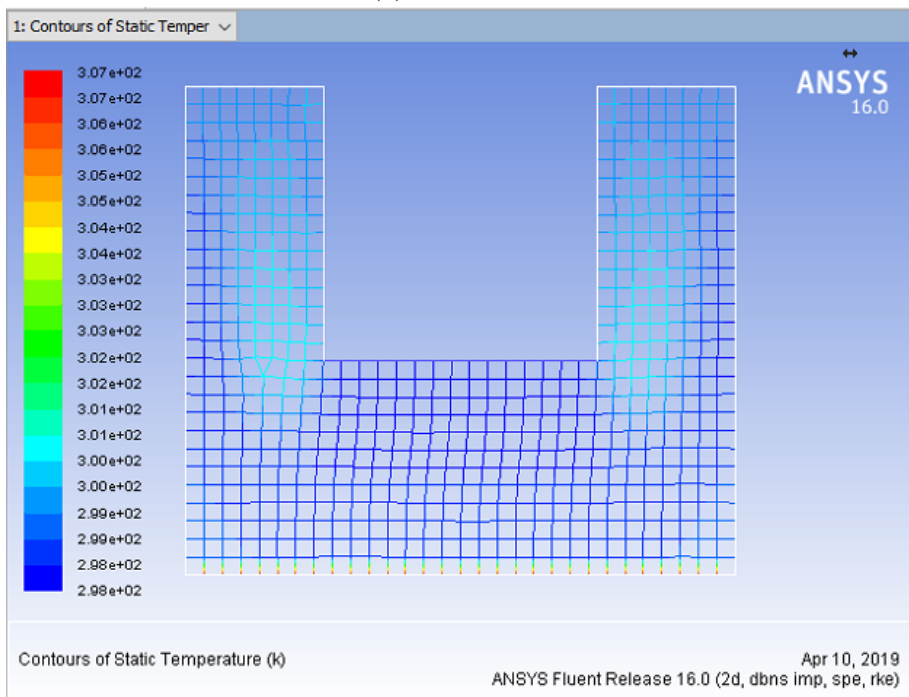 1: Contours of Static Temper
ANSYS
16.0
3.07e+02
3.07e+02
3.06e+02
3.06e+02
3.05e+02
3.05e+02
3.04e+02
3.04e+02
3.03e+02
3.03e+02
3.03e+02
3.02e+02
3.02e+02
3.01e+02
3.01e+02
3.00e+02
3.00e+02
2.99e+02
2.99e+02
2.98e+02
2.98e+02
Contours of Static Temperature (k)
Apr 10, 2019
ANSYS Fluent Release 16.0 (2d, dbns imp, spe, rke)